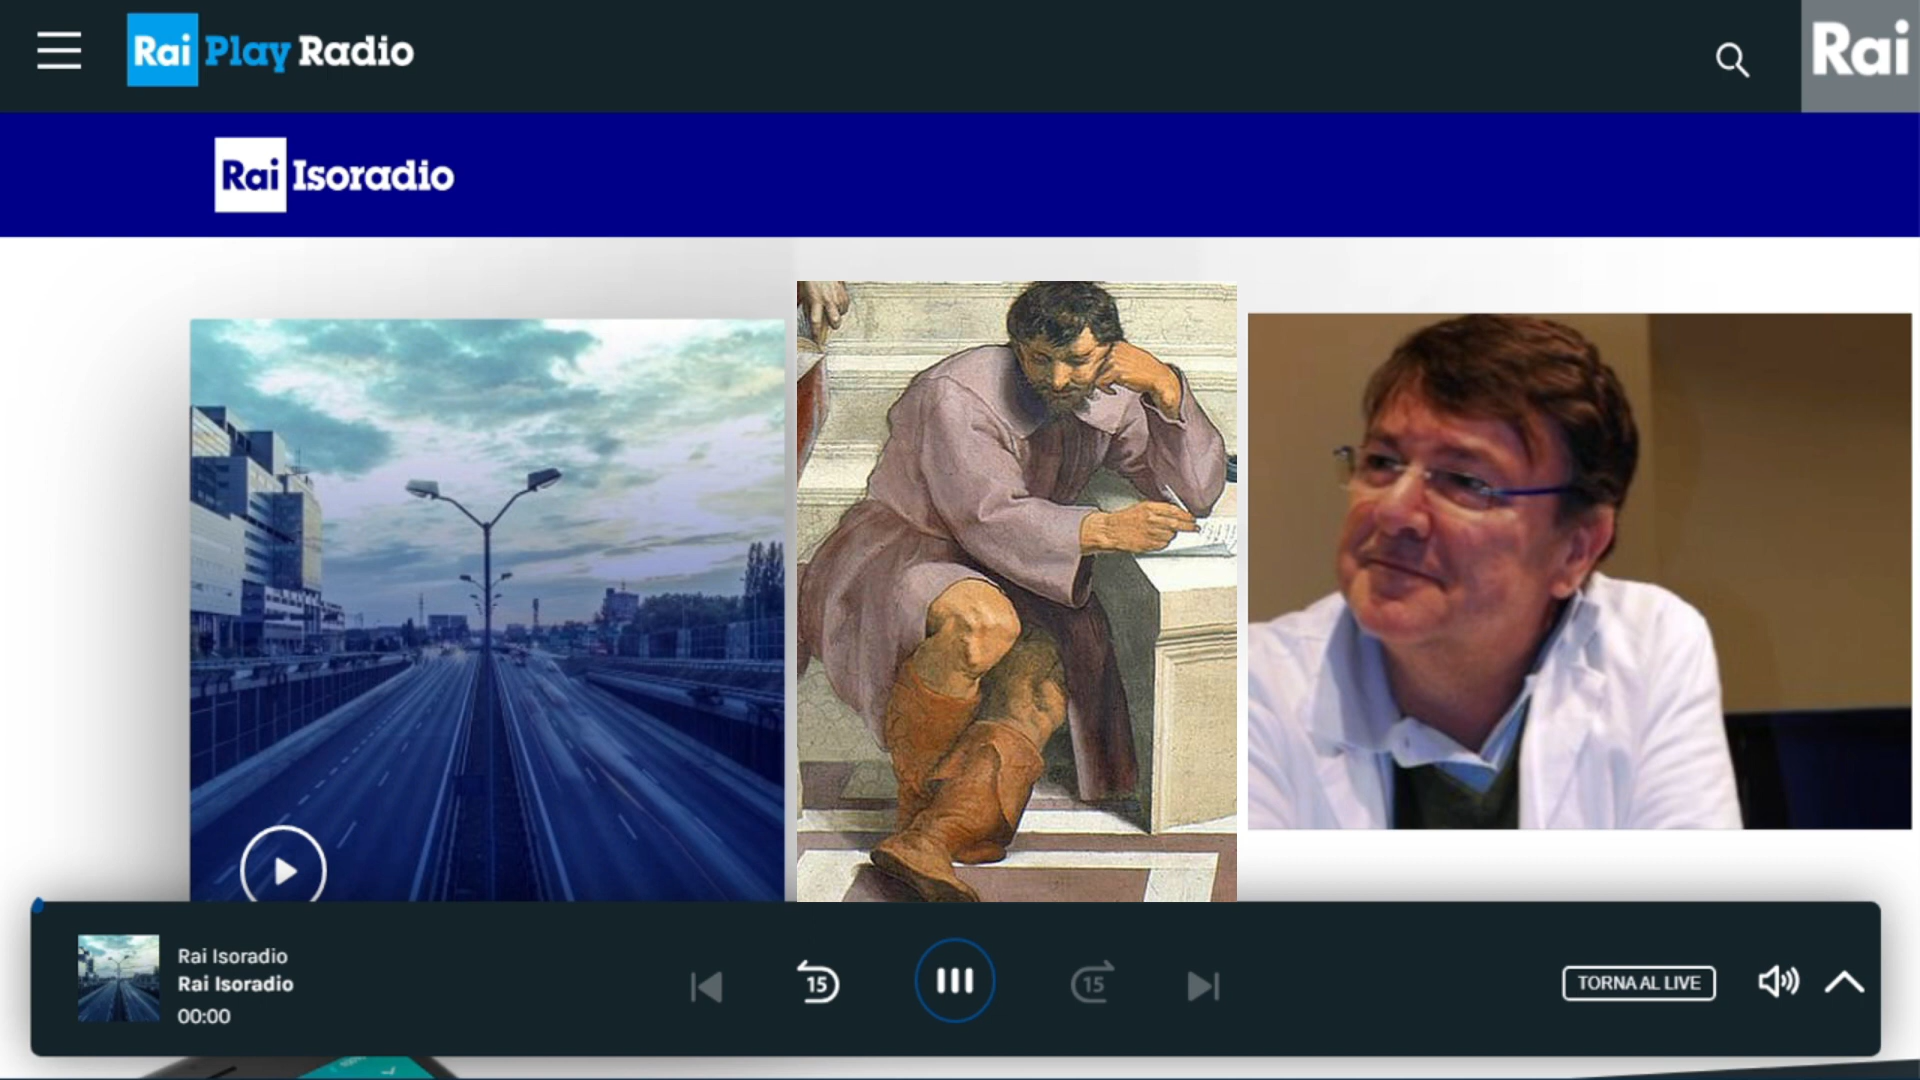 Rai Play Radio
Rai
Rai Isoradio
Rai Isoradio
Rai Isoradio
00:00
15
15
TORNA AL LIVE